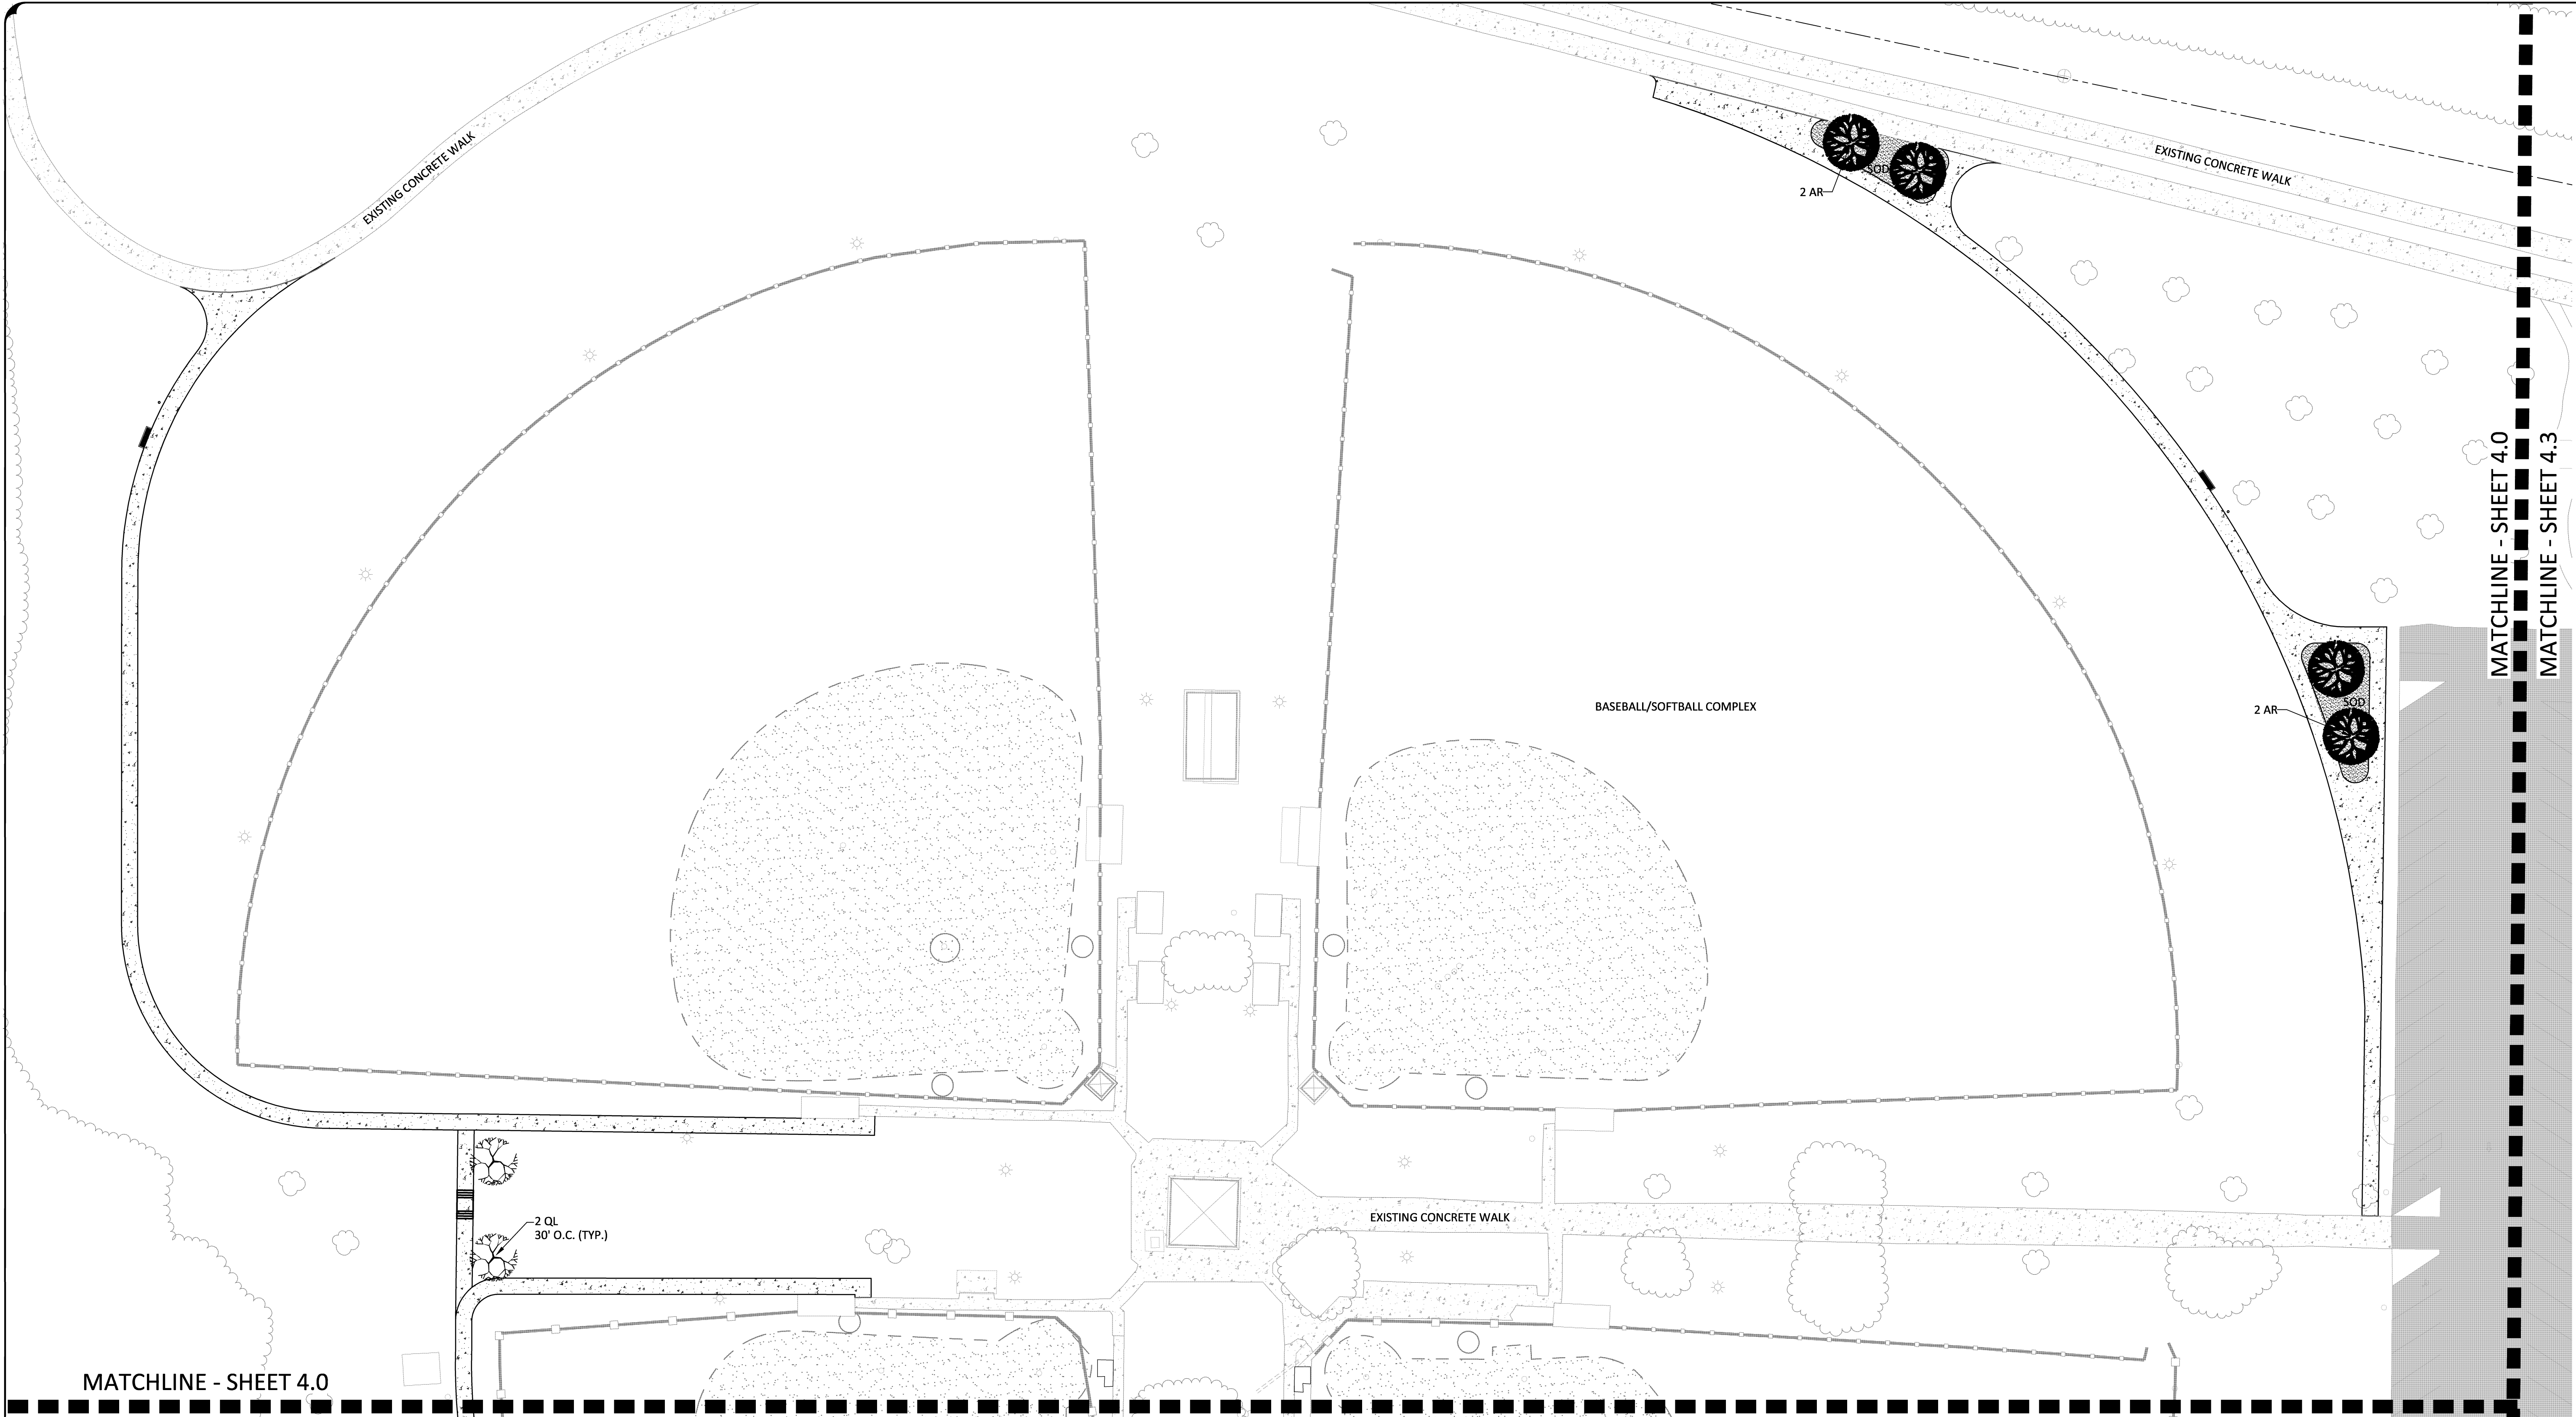 EXISTING CONCRETE WALK
EXISTING CONCRETE WALK
2 AR
SOD
MATCHLINE - SHEET 4.0
MATCHLINE - SHEET 4.3
BASEBALL/SOFTBALL COMPLEX
2 AR
SOD
2 QL
30' O.C. (TYP.)
EXISTING CONCRETE WALK
MATCHLINE - SHEET 4.0